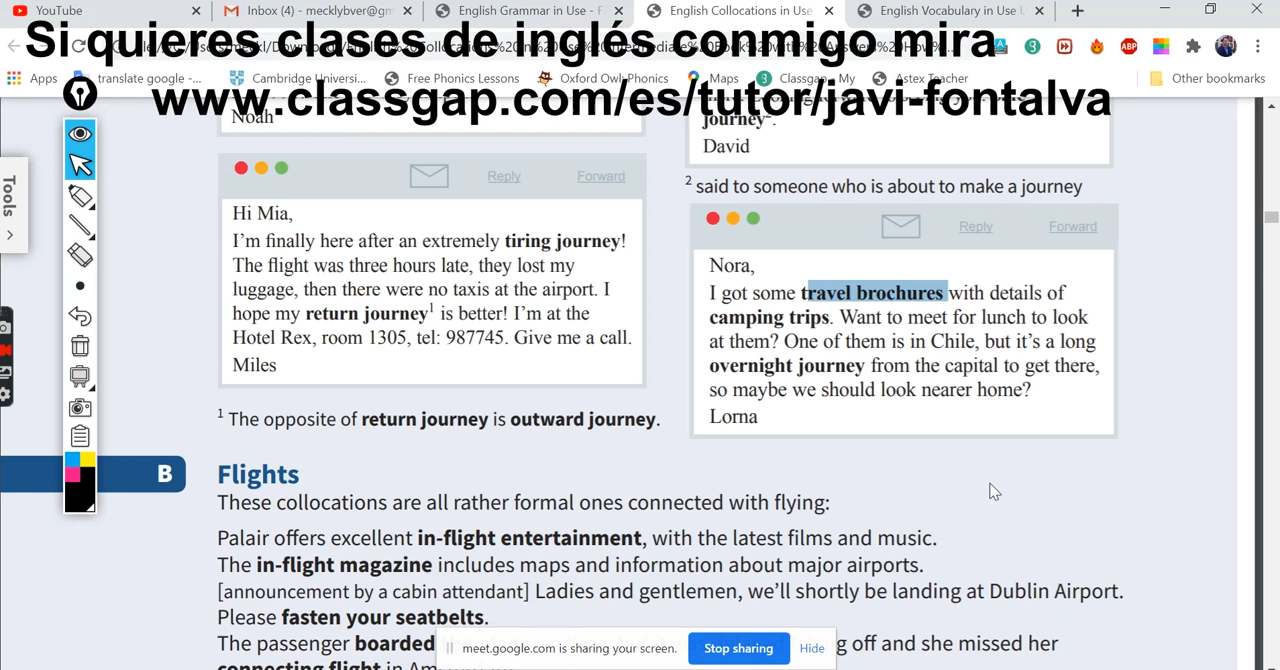 YouTube
Inbox (4) - mecklybver@gm
English Grammar in Use - Fi
English Collocations in Use
English Vocabulary in Use U
Si quieres clases de inglés conmigo mira
www.classgap.com/es/tutor/javi-fontalva
Apps
translate google -...
Cambridge Universi...
Free Phonics Lesson
Oxford Owl-Phonics
Maps
Classgap - My
Astex Teacher
Other bookmarks
ABP
Tools
Noah
journey².
David
² said to someone who is about to make a journey
Reply
Forward
Hi Mia,
I'm finally here after an extremely tiring journey!
The flight was three hours late, they lost my
luggage, then there were no taxis at the airport. I
hope my return journey¹ is better! I'm at the
Hotel Rex, room 1305, tel: 987745. Give me a call.
Miles
¹ The opposite of return journey is outward journey.
Reply
Forward
Nora,
I got some travel brochures with details of
camping trips. Want to meet for lunch to look
at them? One of them is in Chile, but it's a long
overnight journey from the capital to get there,
so maybe we should look nearer home?
Lorna
B
Flights
These collocations are all rather formal ones connected with flying:
Palair offers excellent in-flight entertainment, with the latest films and music.
The in-flight magazine includes maps and information about major airports.
[announcement by a cabin attendant] Ladies and gentlemen, we'll shortly be landing at Dublin Airport.
Please fasten your seatbelts.
The passenger boarded
g off and she missed her
connecting flight in
meet.google.com is sharing your screen.
Stop sharing
Hide